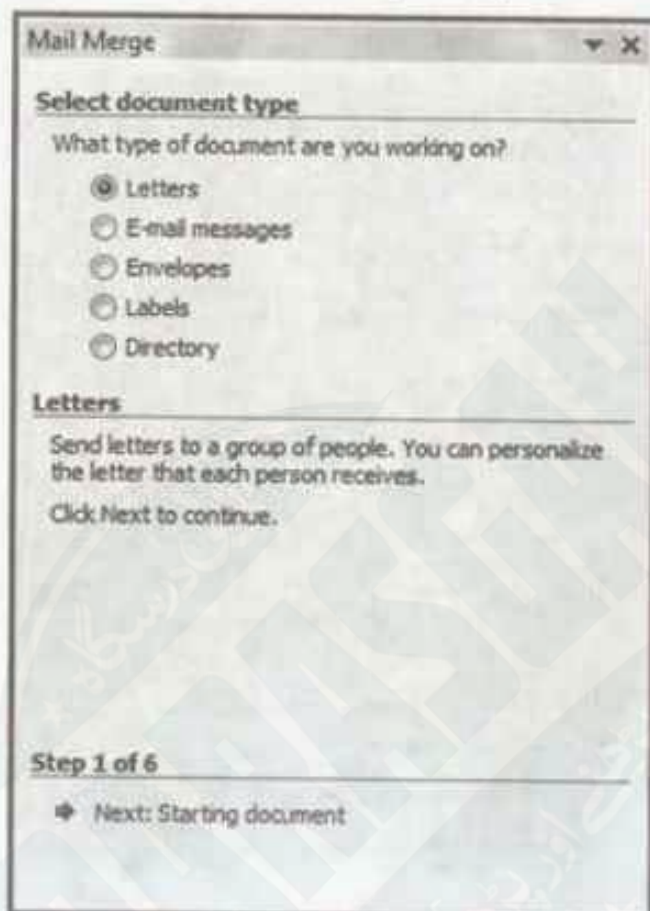 Mail Merge
Select document type
What type of document are you working on?
Letters
E-mail messages
Envelopes
Labels
Directory
Letters
Send letters to a group of people. You can personalize
the letter that each person receives.
Click Next to continue.
Step 1 of 6
Next: Starting document